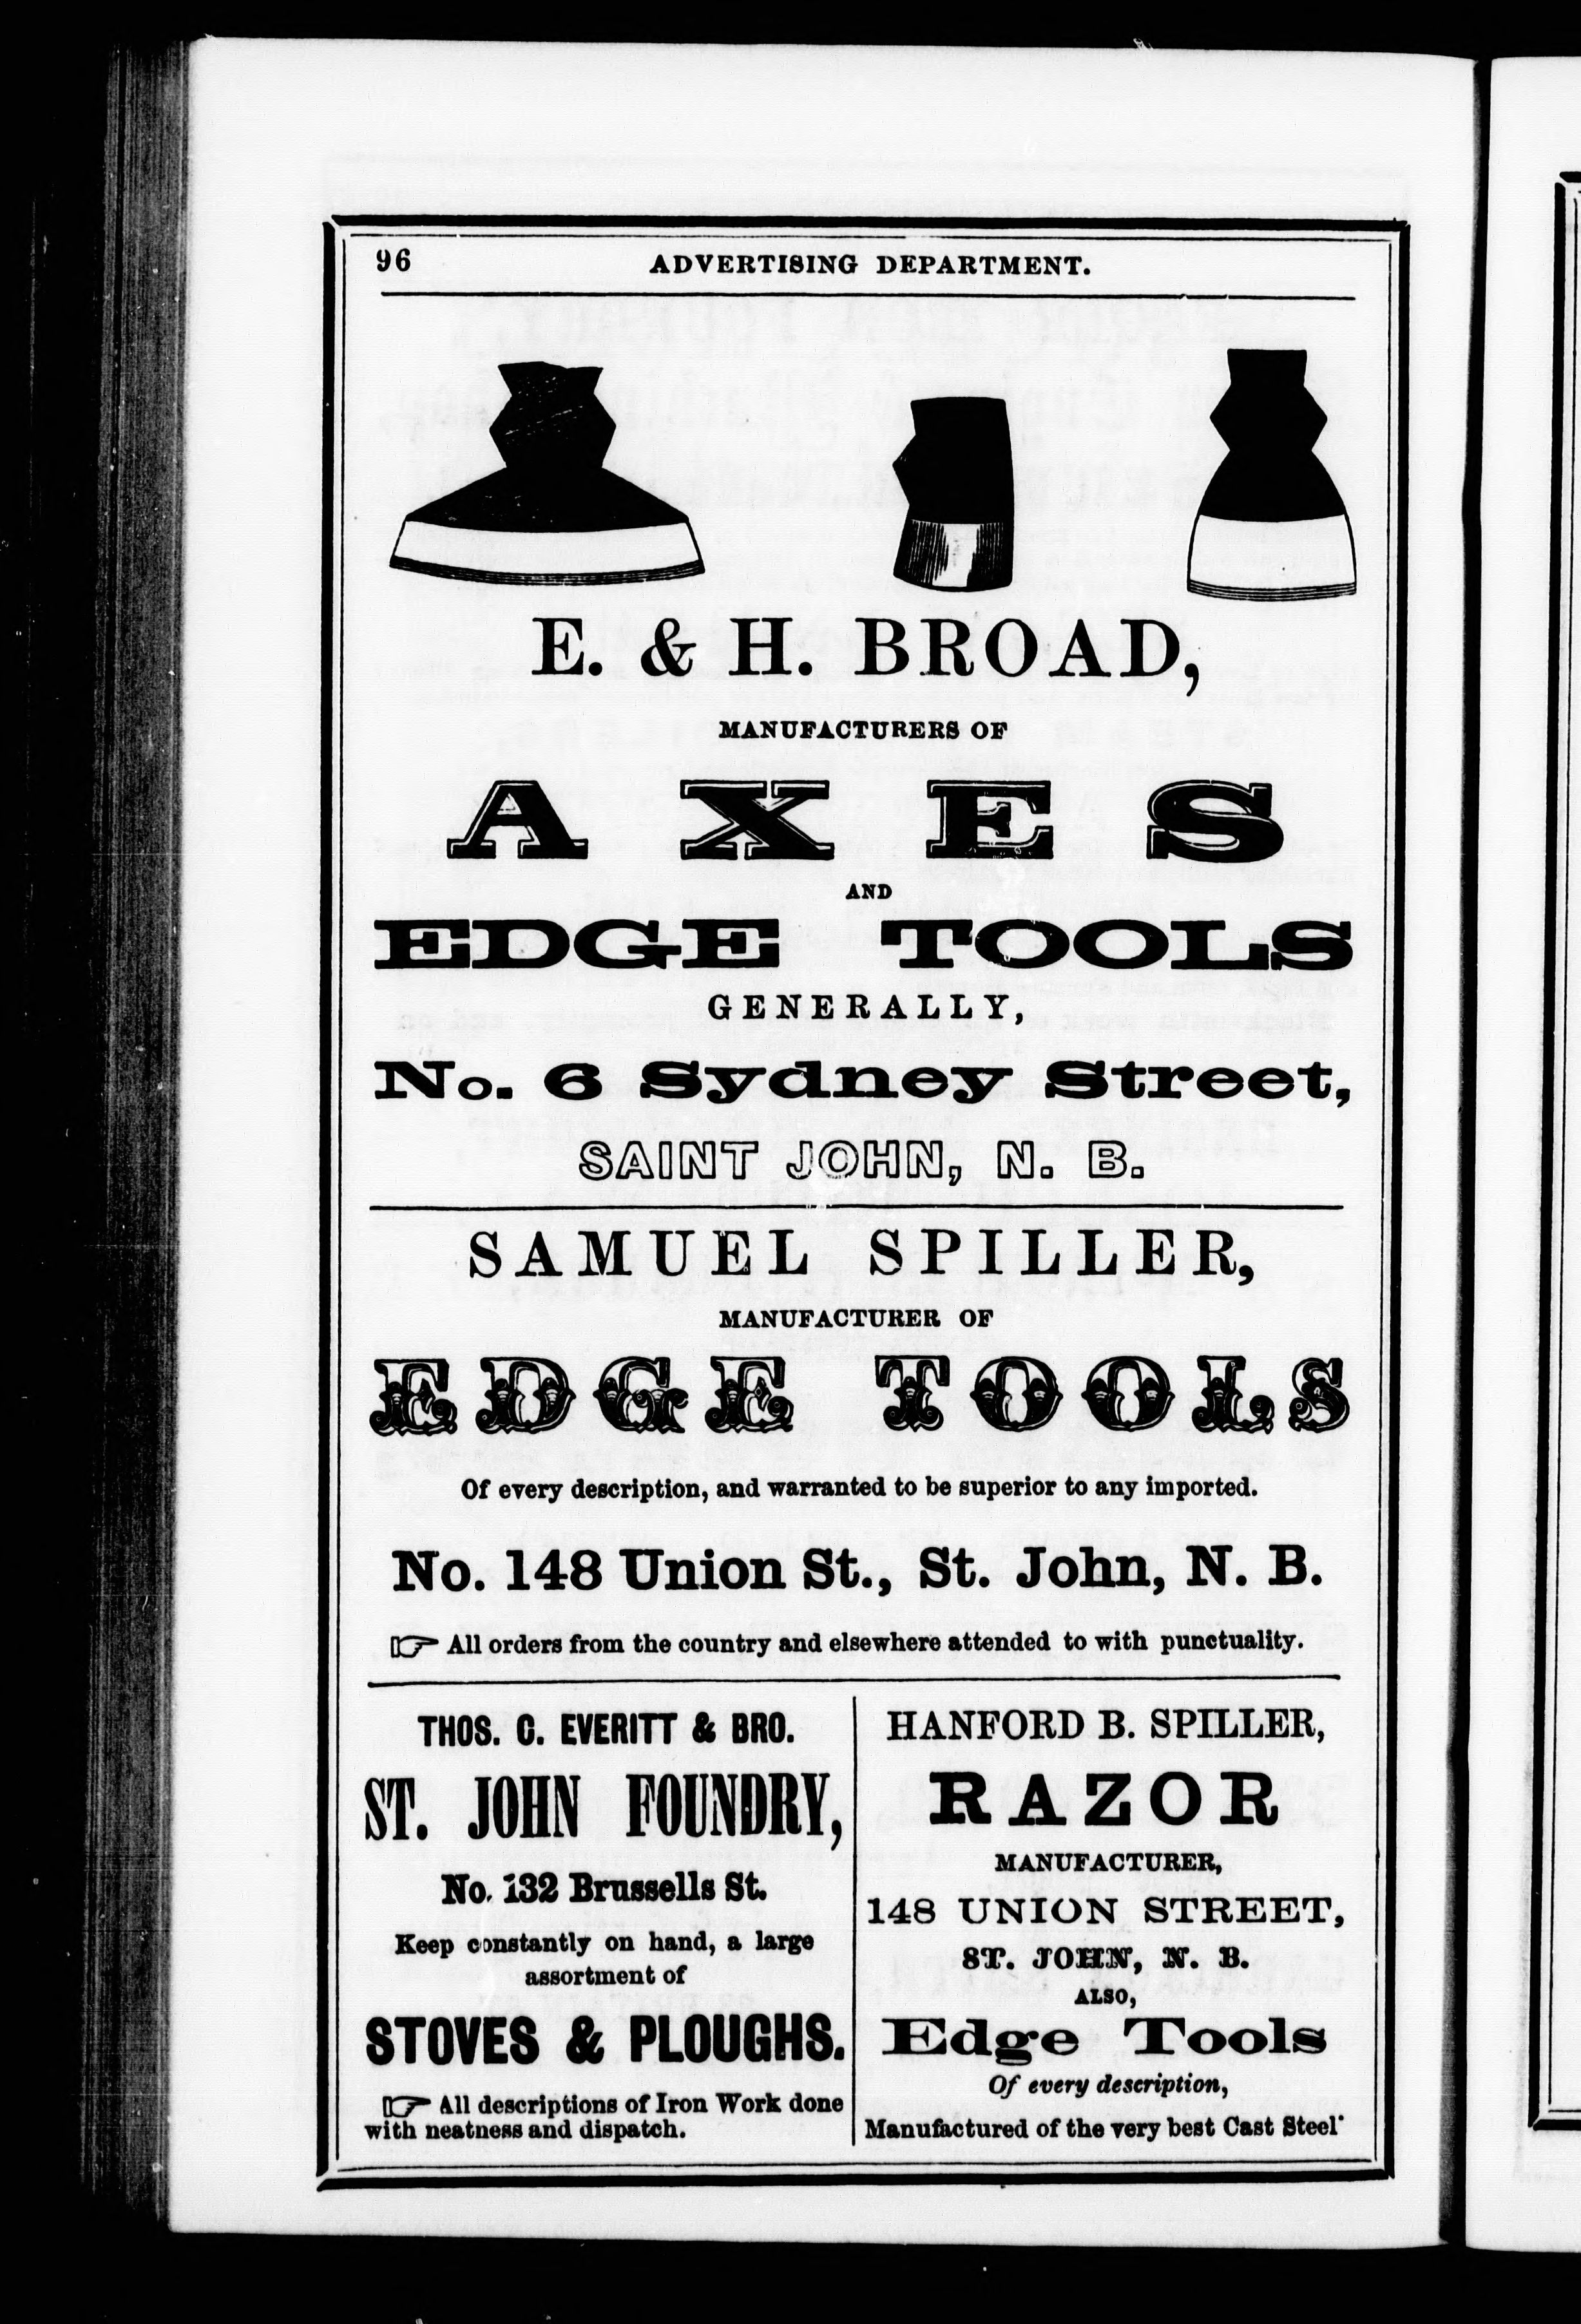 96
ADVERTISING DEPARTMENT.
E. & H. BROAD,
MANUFACTURERS OF
AXES
AND
EDGE TOOLS
GENERALLY,
No. 6 Sydney Street,
SAINT JOHN, N. B.
SAMUEL SPILLER,
MANUFACTURER OF
EDGE TOOLS
Of every description, and warranted to be superior to any imported.
No. 148 Union St., St. John, N. B.
☞ All orders from the country and elsewhere attended to with punctuality.
THOS. C. EVERITT & BRO.
ST. JOHN FOUNDRY,
No. 132 Brussells St.
Keep constantly on hand, a large
assortment of
STOVES & PLOUGHS.
☞ All descriptions of Iron Work done
with neatness and dispatch.
HANFORD B. SPILLER,
RAZOR
MANUFACTURER,
148 UNION STREET,
ST. JOHN, N. B.
ALSO,
Edge Tools
Of every description,
Manufactured of the very best Cast Steel